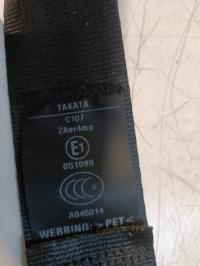 TAKATA
C107
ZAer4mp
E1
051099
S
A045014
WEBBING: >PET<